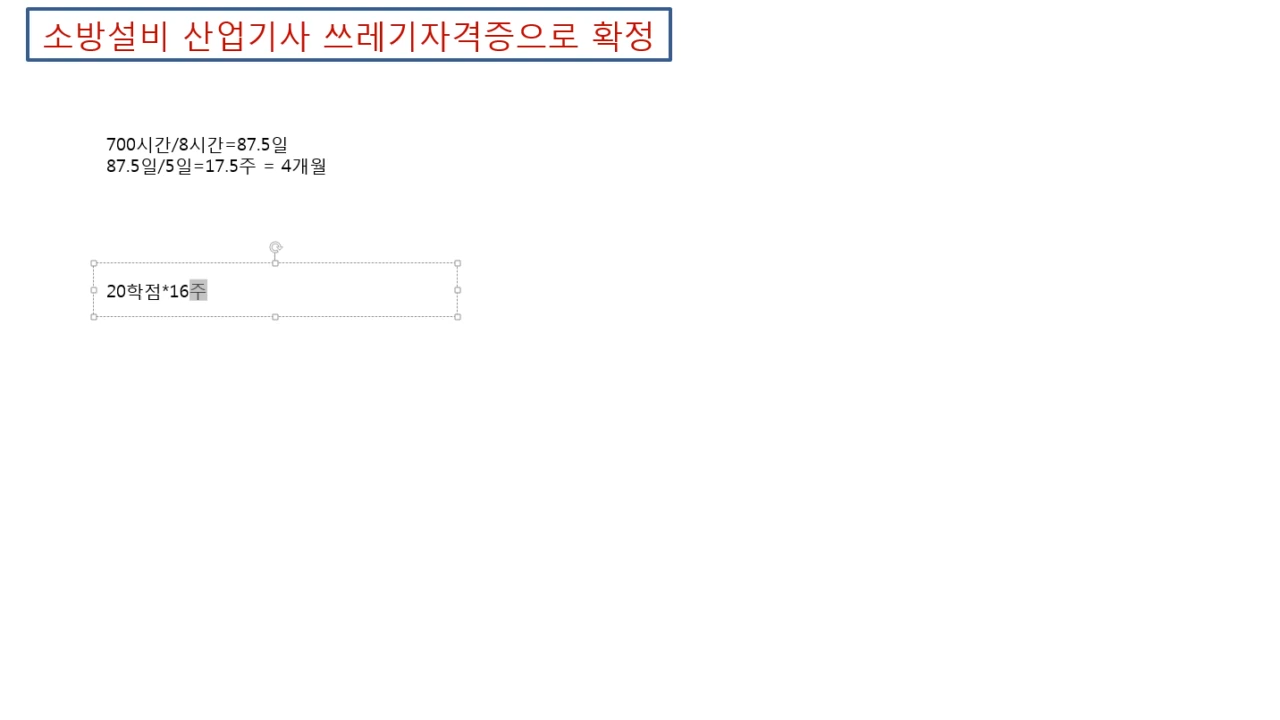 소방설비 산업기사 쓰레기자격증으로 확정
700시간/8시간=87.5일
87.5일/5일=17.5주 = 4개월
20학점*16주